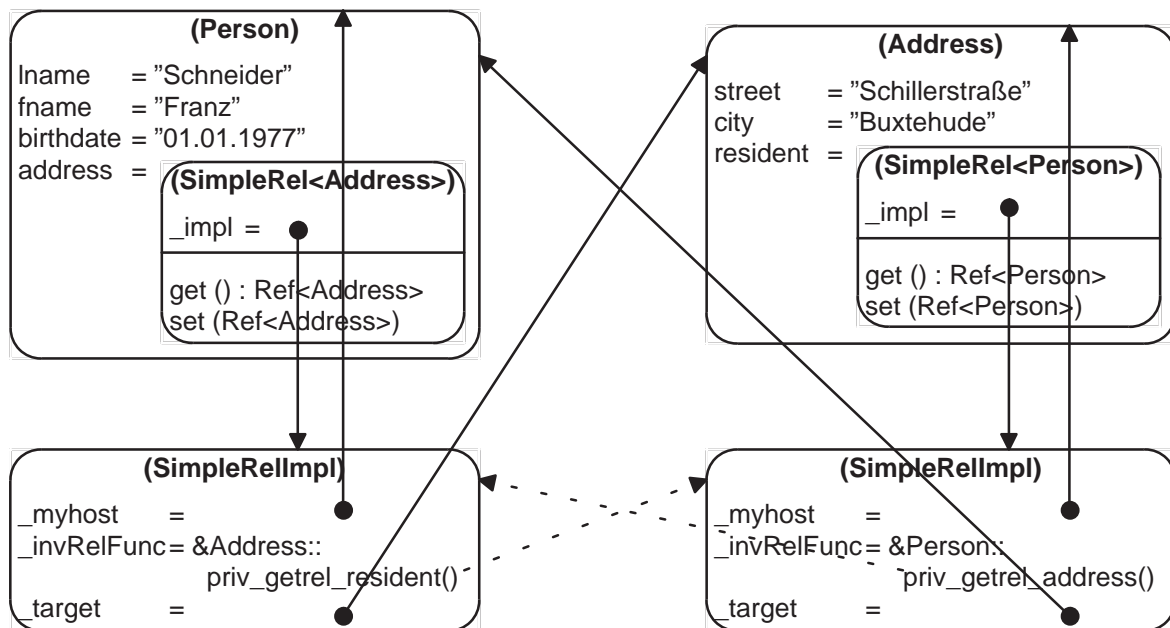 (Person)
lname = ”Schneider”
fname = ”Franz”
birthdate = ”01.01.1977”
address =
(SimpleRel<Address>)
_impl =
get () : Ref<Address>
set (Ref<Address>)
(Address)
street = ”Schillerstraße”
city = ”Buxtehude”
resident =
(SimpleRel<Person>)
_impl =
get () : Ref<Person>
set (Ref<Person>)
(SimpleRelImpl)
_myhost =
_invRelFunc= &Address::
priv_getrel_resident()
_target =
(SimpleRelImpl)
_myhost =
_invRelFunc= &Person::
priv_getrel_address()
_target =